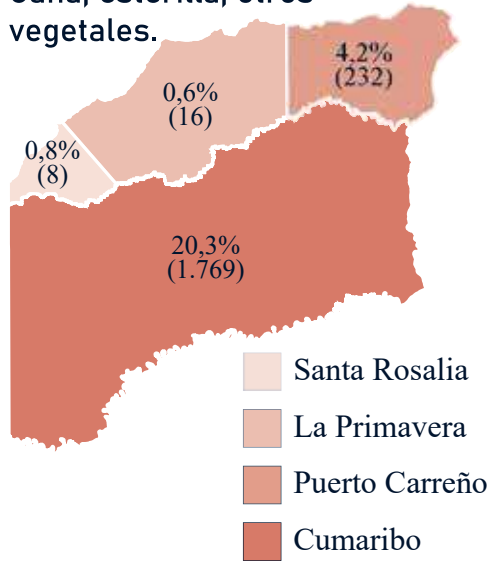 vegetales.
4,2%
(232)
0,6%
(16)
0,8%
(8)
20,3%
(1.769)
Santa Rosalia
La Primavera
Puerto Carreño
Cumaribo